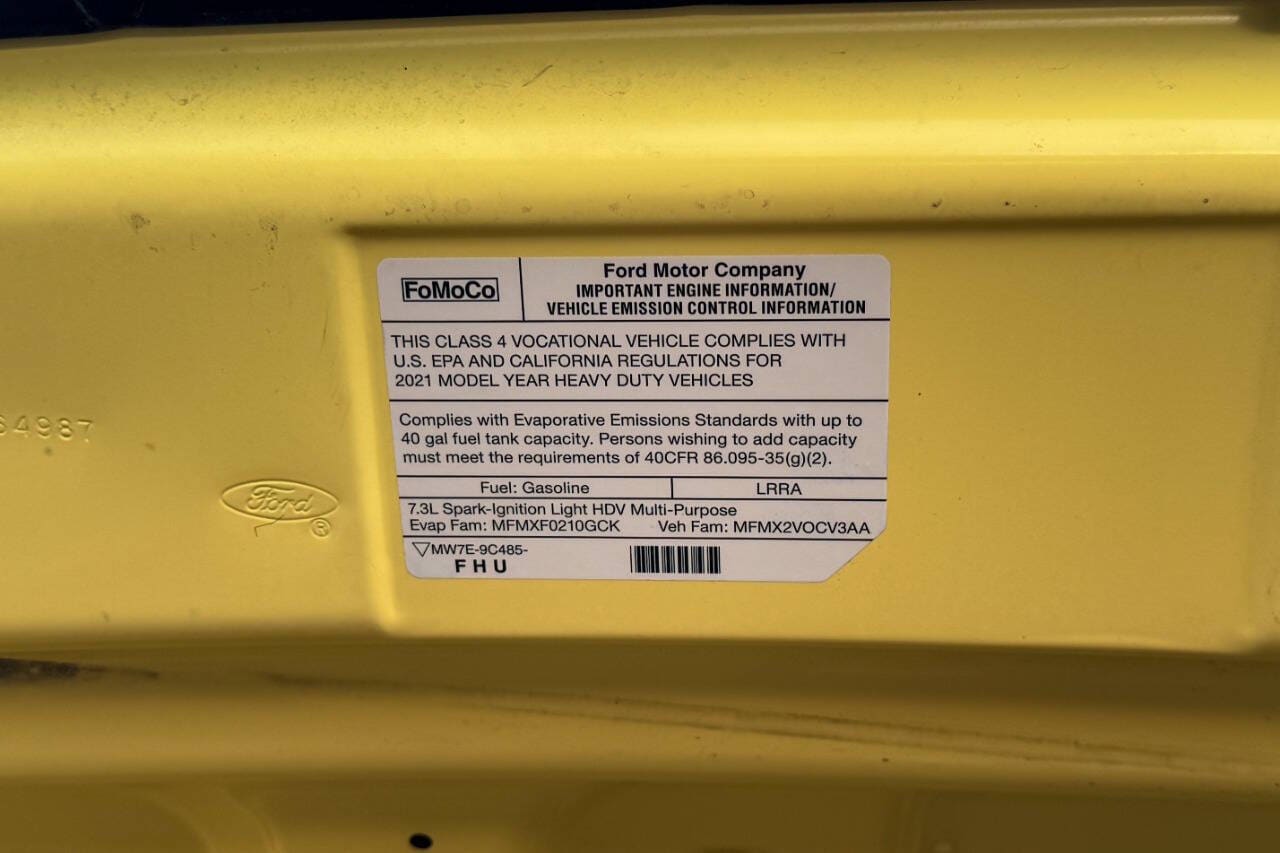 FoMoCo
Ford Motor Company
IMPORTANT ENGINE INFORMATION/
VEHICLE EMISSION CONTROL INFORMATION
THIS CLASS 4 VOCATIONAL VEHICLE COMPLIES WITH
U.S. EPA AND CALIFORNIA REGULATIONS FOR
2021 MODEL YEAR HEAVY DUTY VEHICLES
Complies with Evaporative Emissions Standards with up to
40 gal fuel tank capacity. Persons wishing to add capacity
must meet the requirements of 40CFR 86.095-35(g)(2).
Fuel: Gasoline LRRA
7.3L Spark-Ignition Light HDV Multi-Purpose
Evap Fam: MFMXF0210GCK Veh Fam: MFMX2VOCV3AA
MW7E-9C485-
FHU
Ford ®